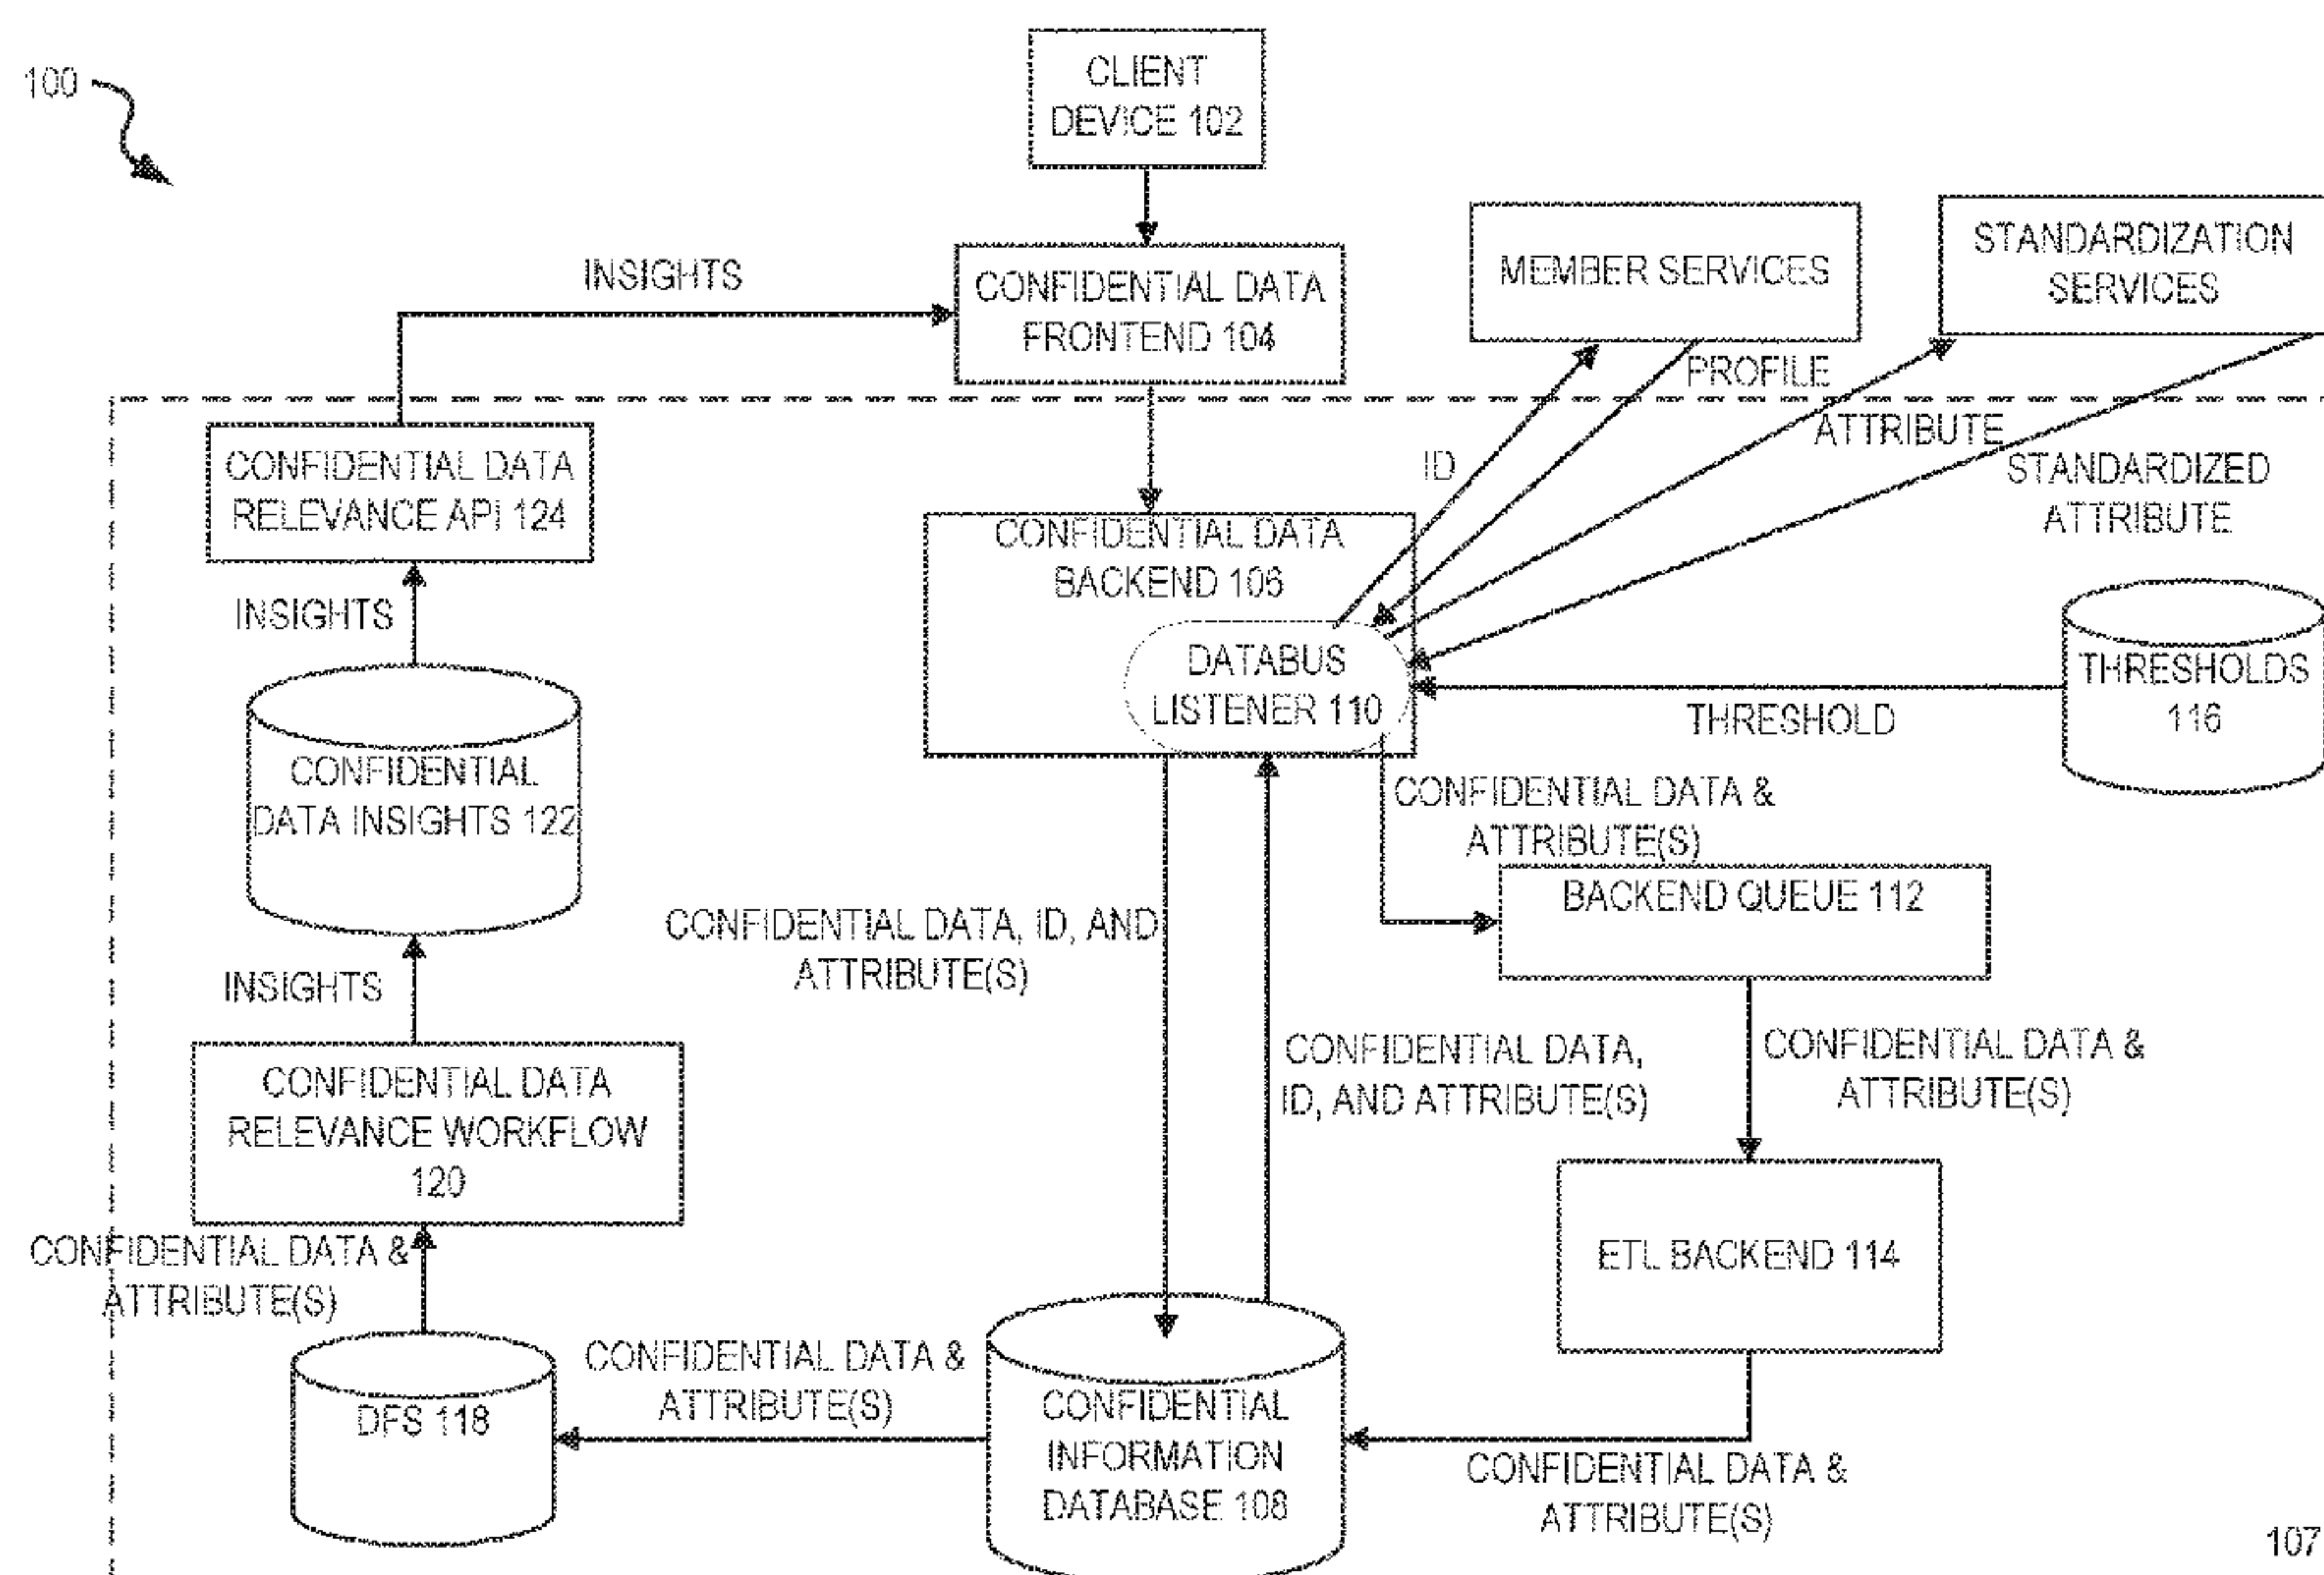 100
CLIENT
DEVICE 102
INSIGHTS
CONFIDENTIAL DATA
FRONTEND 104
MEMBER SERVICES
STANDARDIZATION
SERVICES
PROFILE
ATTRIBUTE
ID
STANDARDIZED
ATTRIBUTE
CONFIDENTIAL DATA
RELEVANCE API 124
CONFIDENTIAL DATA
BACKEND 106
INSIGHTS
DATABUS
LISTENER 110
THRESHOLDS
116
THRESHOLD
CONFIDENTIAL
DATA INSIGHTS 122
CONFIDENTIAL DATA &
ATTRIBUTE(S)
BACKEND QUEUE 112
CONFIDENTIAL DATA, ID, AND
ATTRIBUTE(S)
INSIGHTS
CONFIDENTIAL DATA,
ID, AND ATTRIBUTE(S)
CONFIDENTIAL DATA &
ATTRIBUTE(S)
CONFIDENTIAL DATA
RELEVANCE WORKFLOW
120
ETL BACKEND 114
CONFIDENTIAL DATA &
ATTRIBUTE(S)
CONFIDENTIAL DATA &
ATTRIBUTE(S)
DFS 118
CONFIDENTIAL
INFORMATION
DATABASE 108
CONFIDENTIAL DATA &
ATTRIBUTE(S)
107